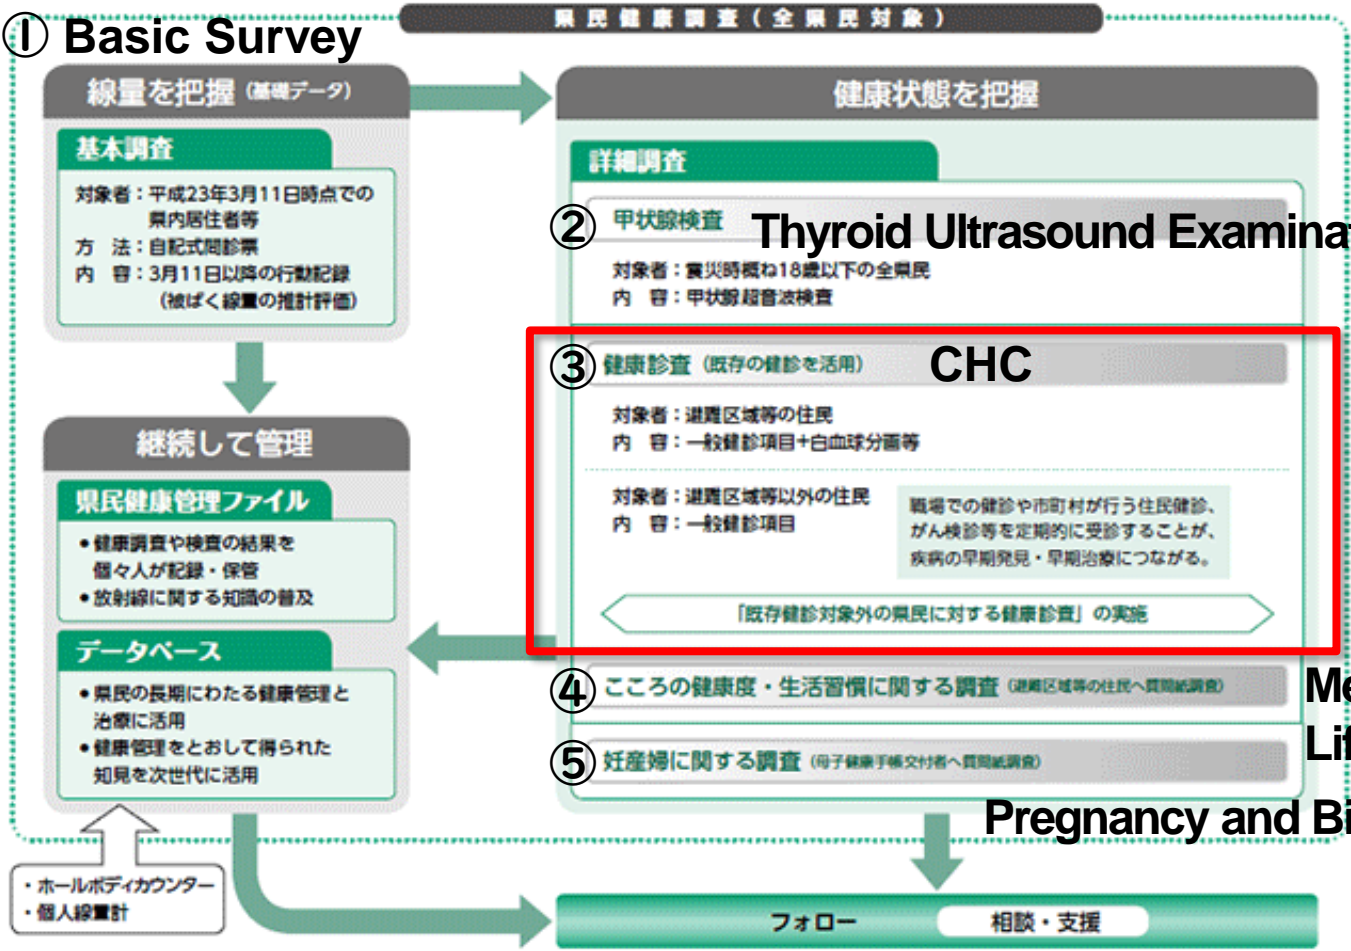 県民健康調査(全県民対象)
① Basic Survey
線量を把握(基礎データ)
基本調査
対象者:平成23年3月11日時点での
県内居住者等
方 法:自記式問診票
内 容:3月11日以降の行動記録
(被ばく線量の推計評価)
継続して管理
県民健康管理ファイル
•健康調査や検査の結果を
個々人が記録・保管
•放射線に関する知識の普及
データベース
•県民の長期にわたる健康管理と
治療に活用
•健康管理をとおして得られた
知見を次世代に活用
・ホールボディカウンター
・個人線量計
健康状態を把握
詳細調査
② 甲状腺検査 Thyroid Ultrasound Examinat
対象者:震災時概ね18歳以下の全県民
内 容:甲状腺超音波検査
③ 健康診査(既存の健診を活用) CHC
対象者:避難区域等の住民
内 容:一般健診項目+白血球分画等
対象者:避難区域等以外の住民
内 容:一般健診項目
職場での健診や市町村が行う住民健診、
がん検診等を定期的に受診することが、
疾病の早期発見・早期治療につながる。
「既存健診対象外の県民に対する健康診査」の実施
④ こころの健康度・生活習慣に関する調査(避難区域等の住民へ質問紙調査) Me
Lif
⑤ 妊産婦に関する調査(母子健康手帳交付者へ質問紙調査)
Pregnancy and Bi
フォロー 相談・支援